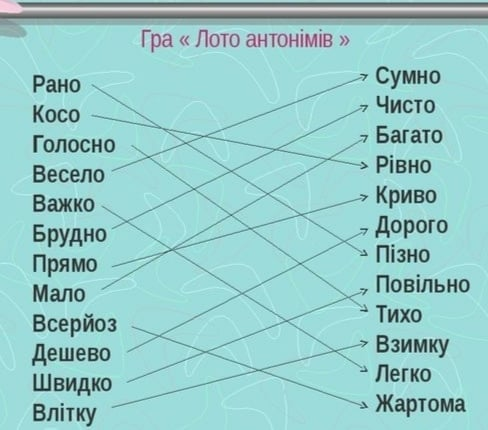 Гра « Лото антонімів »
Рано
Косо
Голосно
Весело
Важко
Брудно
Прямо
Мало
Всерйоз
Дешево
Швидко
Влітку
Сумно
Чисто
Багато
Рівно
Криво
Дорого
Пізно
Повільно
Тихо
Взимку
Легко
Жартома